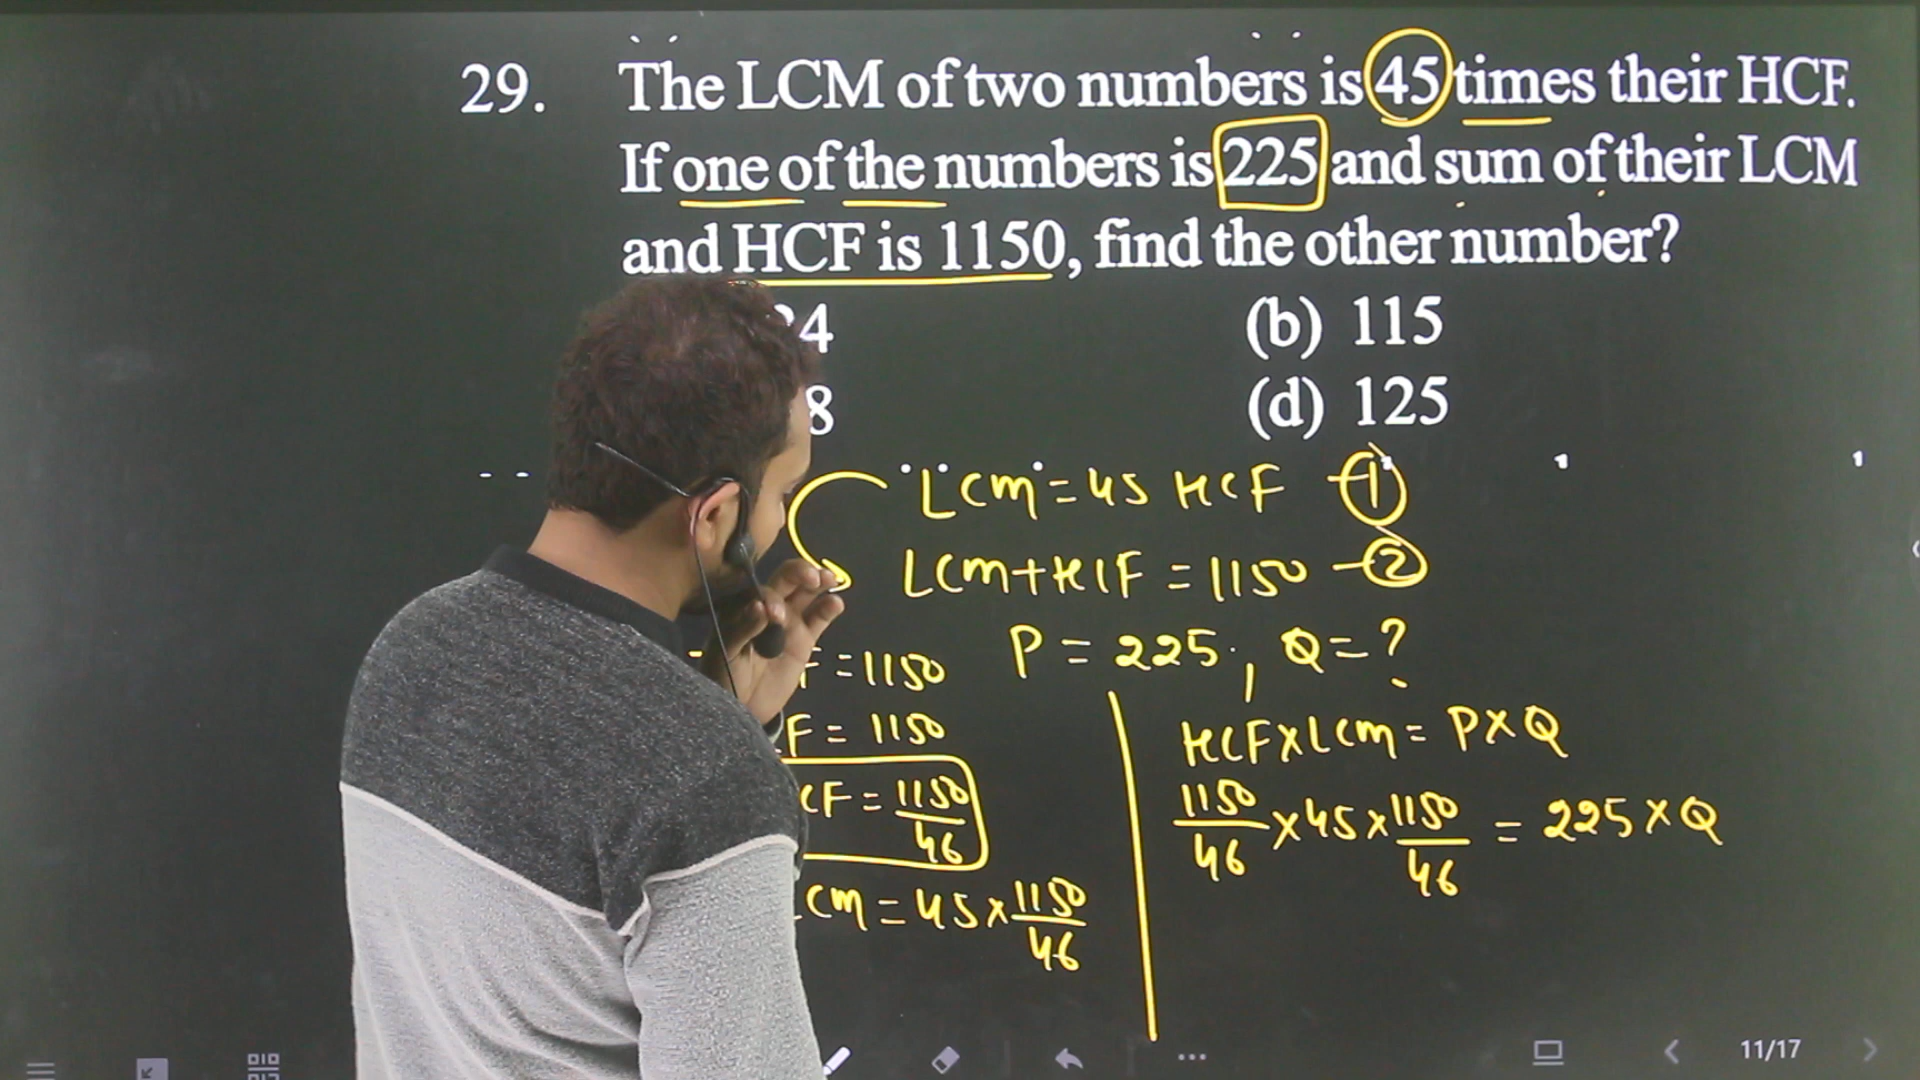 29. The LCM of two numbers is 45 times their HCF.
If one of the numbers is 225 and sum of their LCM
and HCF is 1150, find the other number?
4 (b) 115
8 (d) 125
LCM = 45 HCF - 1
LCM + HCF = 1150 - 2
P = 225, Q = ?
F = 1150
F = 1150
CF = 1150/46
CM = 45 × 1150/46
HCF × LCM = P × Q
1150/46 × 45 × 1150/46 = 225 × Q
11/17